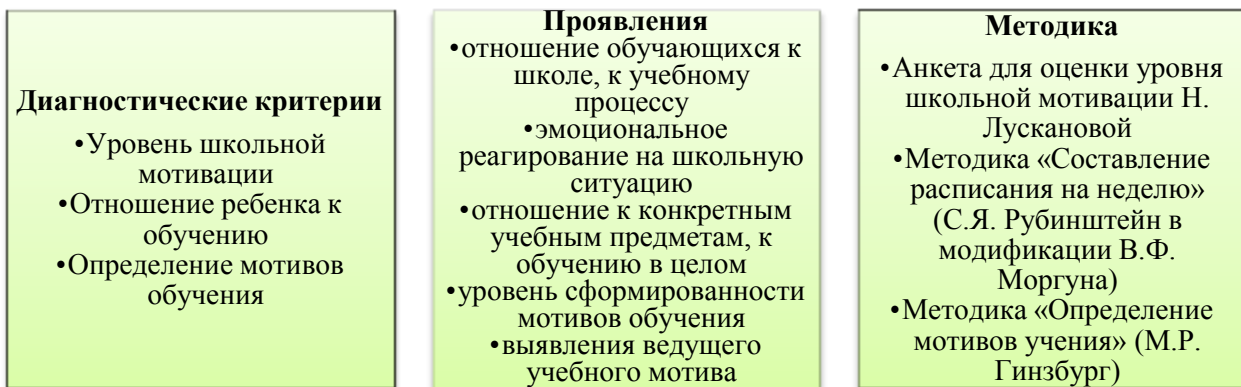 Диагностические критерии
•Уровень школьной
мотивации
•Отношение ребенка к
обучению
•Определение мотивов
обучения
Проявления
•отношение обучающихся к
школе, к учебному
процессу
•эмоциональное
реагирование на школьную
ситуацию
•отношение к конкретным
учебным предметам, к
обучению в целом
•уровень сформированности
мотивов обучения
•выявления ведущего
учебного мотива
Методика
•Анкета для оценки уровня
школьной мотивации Н.
Лускановой
•Методика «Составление
расписания на неделю»
(С.Я. Рубинштейн в
модификации В.Ф.
Моргуна)
•Методика «Определение
мотивов учения» (М.Р.
Гинзбург)